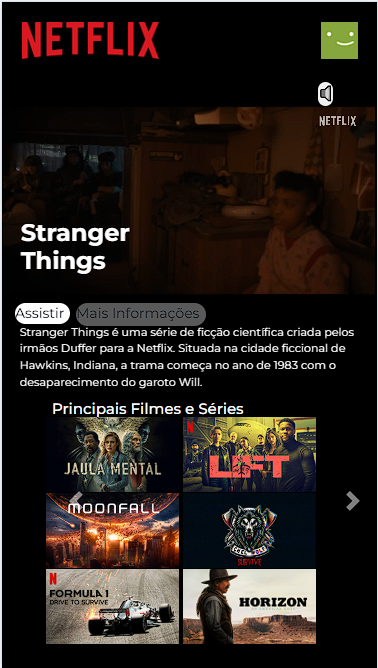 NETFLIX
NETFLIX
Stranger
Things
Assistir
Mais Informações
Stranger Things é uma série de ficção científica criada pelos
irmãos Duffer para a Netflix. Situada na cidade ficcional de
Hawkins, Indiana, a trama começa no ano de 1983 com o
desaparecimento do garoto Will.
Principais Filmes e Séries
JAULA MENTAL
N
LIFT
MOONFALL
SURVIVE
N
FORMULA 1
DRIVE TO SURVIVE
HORIZON